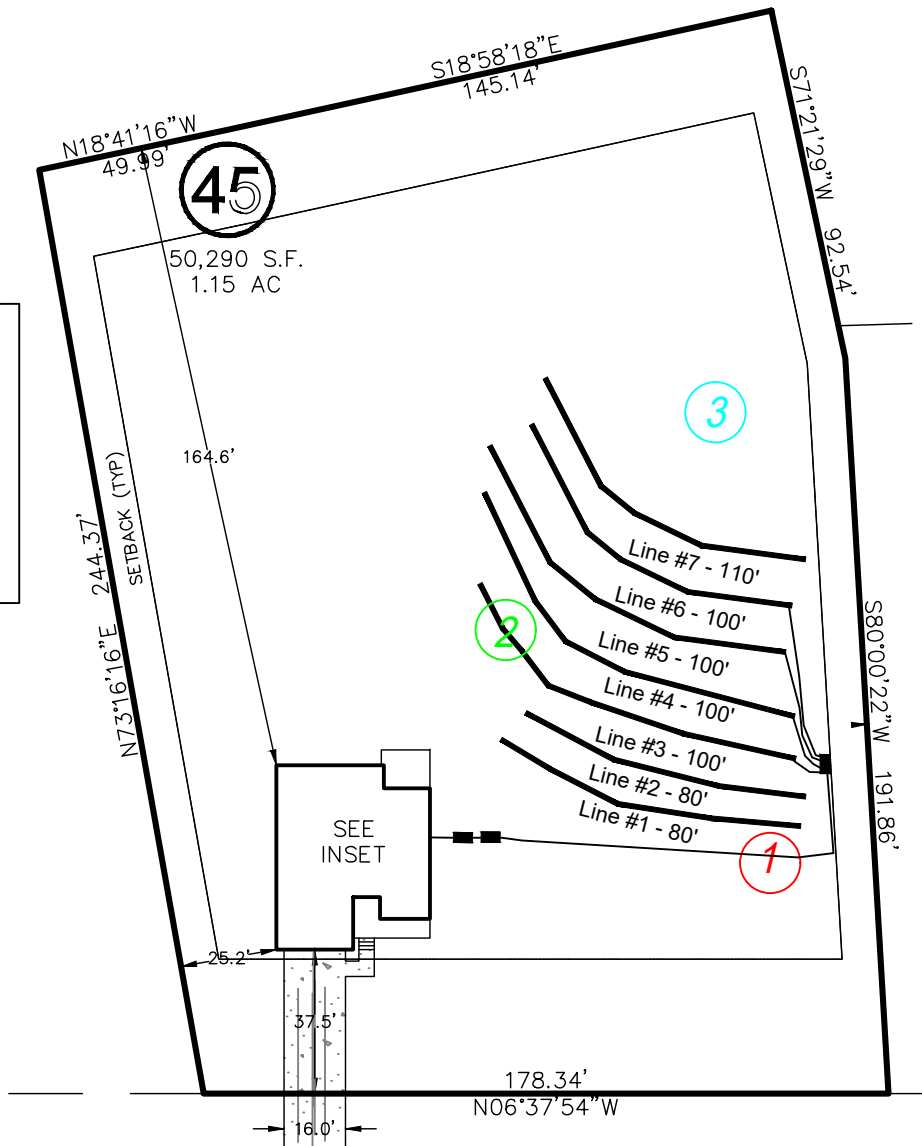 S18°58'18"E
145.14'
N18°41'16"W
49.99'
S71°21'29"W 92.54'
45
50,290 S.F.
1.15 AC
3
164.6'
SETBACK (TYP)
N73°16'16"E 244.37'
Line #7 - 110'
Line #6 - 100'
2
Line #5 - 100'
S80°00'22"W 191.86'
Line #4 - 100'
Line #3 - 100'
Line #2 - 80'
Line #1 - 80'
SEE
INSET
1
25.2'
37.5'
178.34'
N06°37'54"W
16.0'